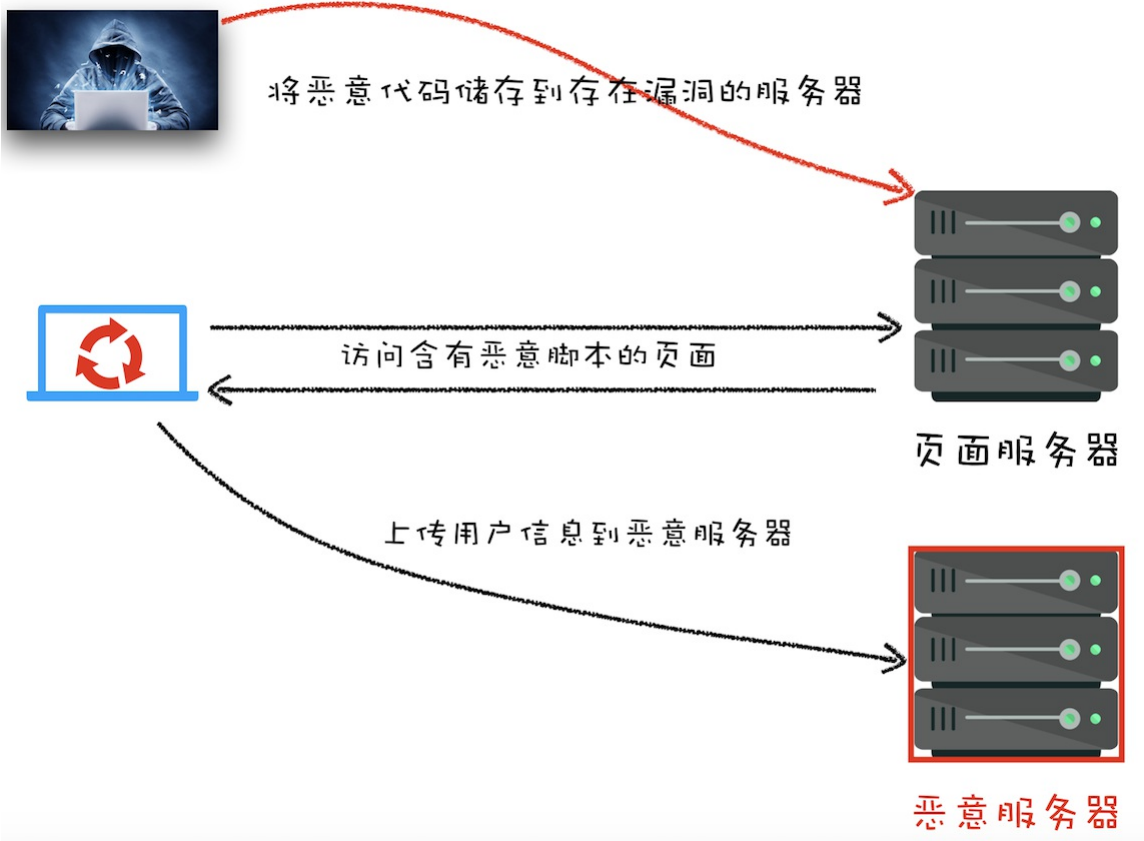 将恶意代码储存到存在漏洞的服务器
访问含有恶意脚本的页面
页面服务器
上传用户信息到恶意服务器
恶意服务器